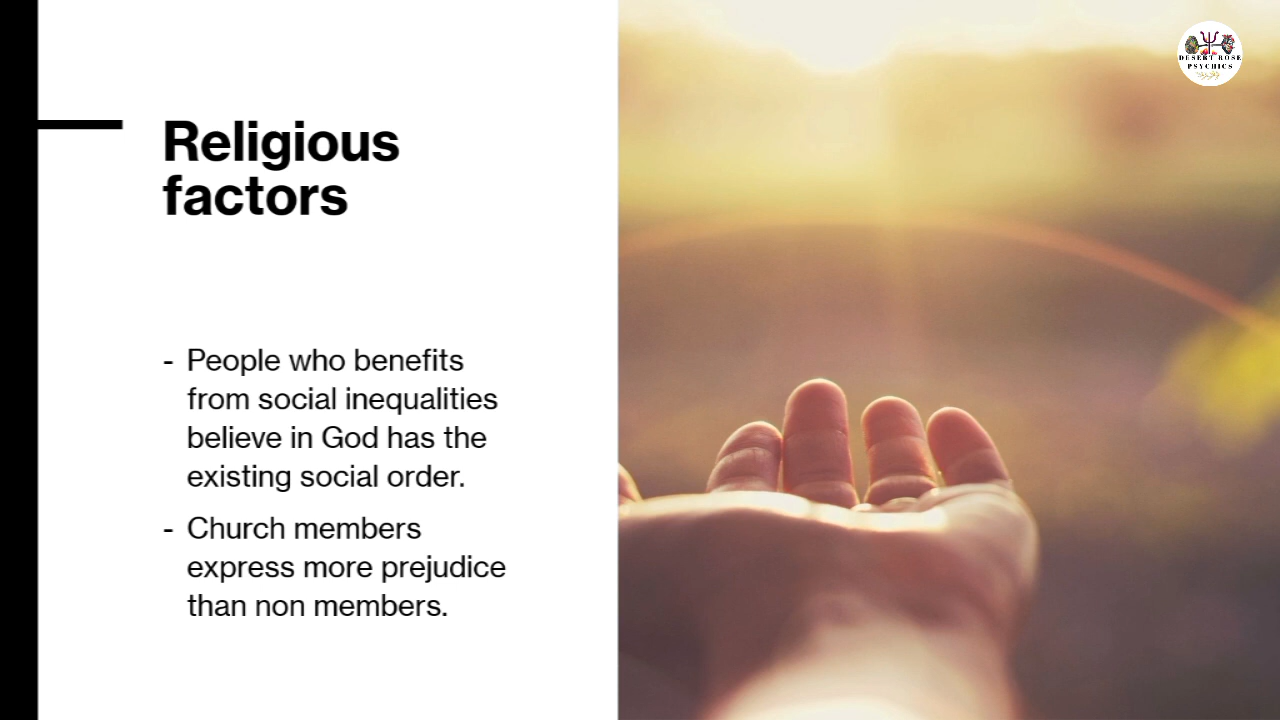 DESERT ROSE
PSYCHICS
Religious
factors
- People who benefits
from social inequalities
believe in God has the
existing social order.
- Church members
express more prejudice
than non members.